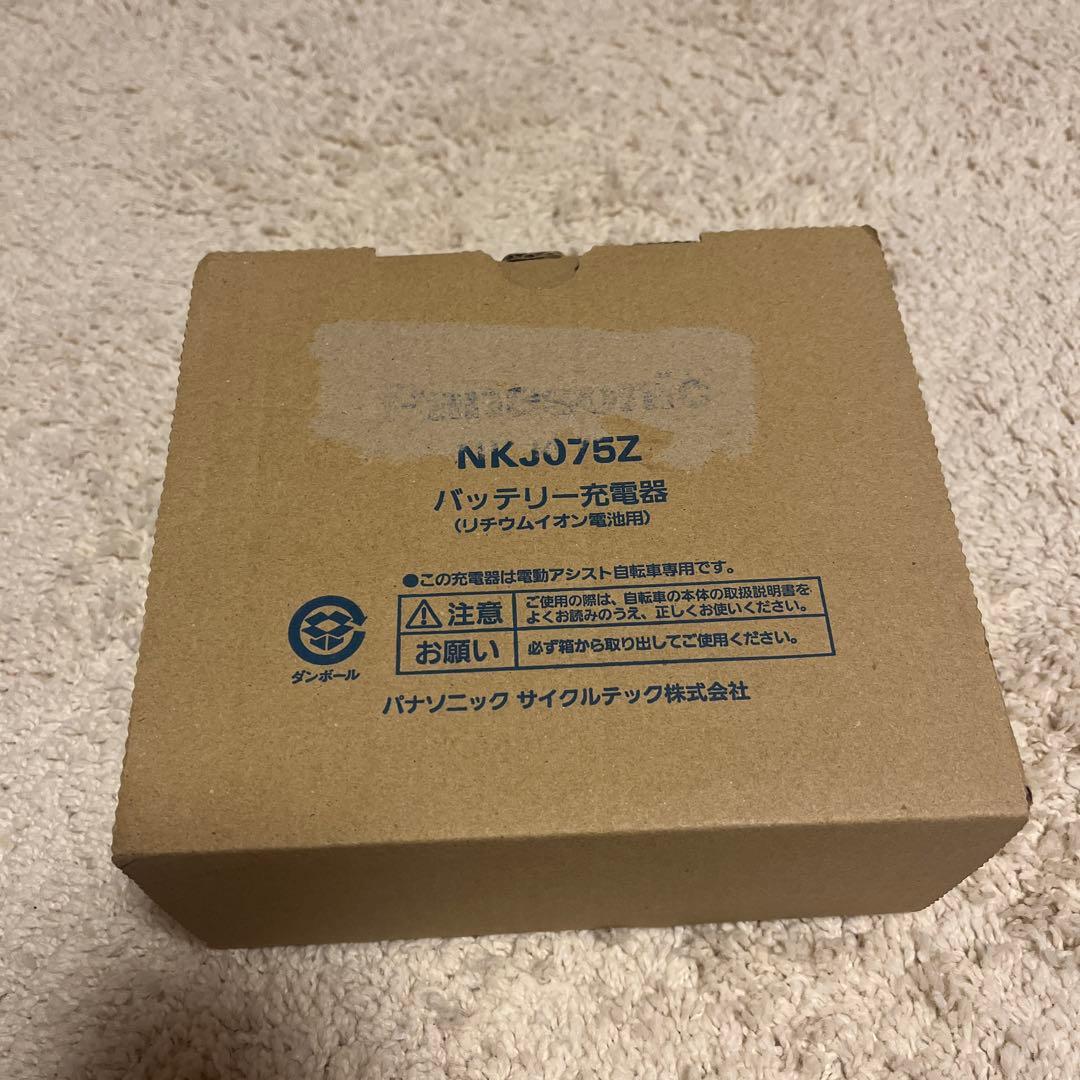 NKJ075Z
バッテリー充電器
(リチウムイオン電池用)
●この充電器は電動アシスト自転車専用です。
注意
ご使用の際は、自転車の本体の取扱説明書を
よくお読みのうえ、正しくお使いください。
お願い
必ず箱から取り出してご使用ください。
ダンボール
パナソニック サイクルテック株式会社